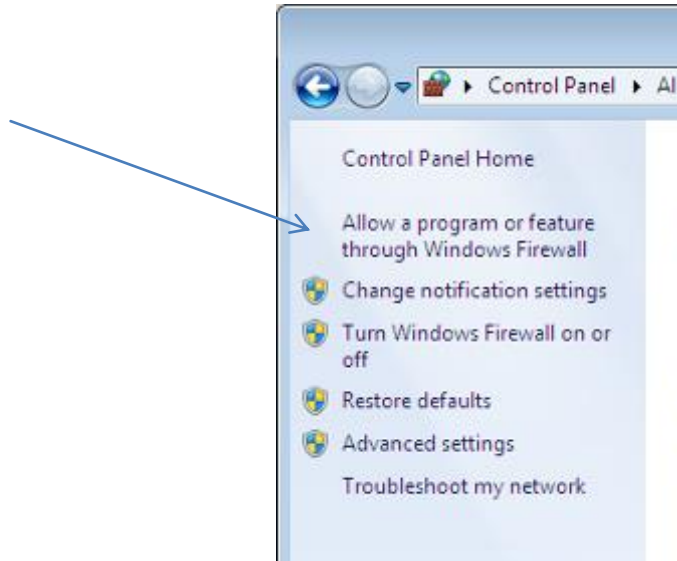 Control Panel Al
Control Panel Home
Allow a program or feature
through Windows Firewall
Change notification settings
Turn Windows Firewall on or
off
Restore defaults
Advanced settings
Troubleshoot my network